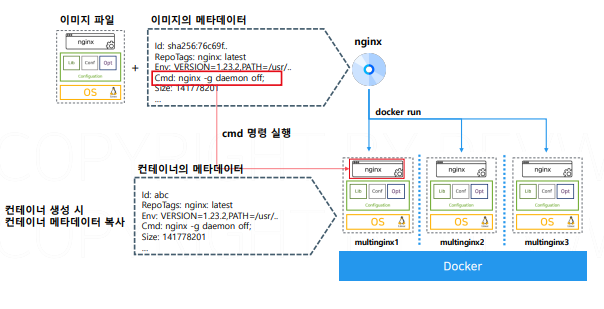 이미지 파일
이미지의 메타데이터
nginx
Lib
Conf
Opt
Configuration
OS
+
Id: sha256:76c69f..
RepoTags: nginx: latest
Env: VERSION=1.23.2,PATH=/usr/..
Cmd: nginx -g daemon off;
Size: 141778201
...
nginx
docker run
cmd 명령 실행
컨테이너의 메타데이터
컨테이너 생성 시
컨테이너 메타데이터 복사
Id: abc
RepoTags: nginx: latest
Env: VERSION=1.23.2,PATH=/usr/..
Cmd: nginx -g daemon off;
Size: 141778201
...
nginx
Lib
Conf
Opt
Configuration
OS
multinginx1
nginx
Lib
Conf
Opt
Configuration
OS
multinginx2
nginx
Lib
Conf
Opt
Configuration
OS
multinginx3
Docker